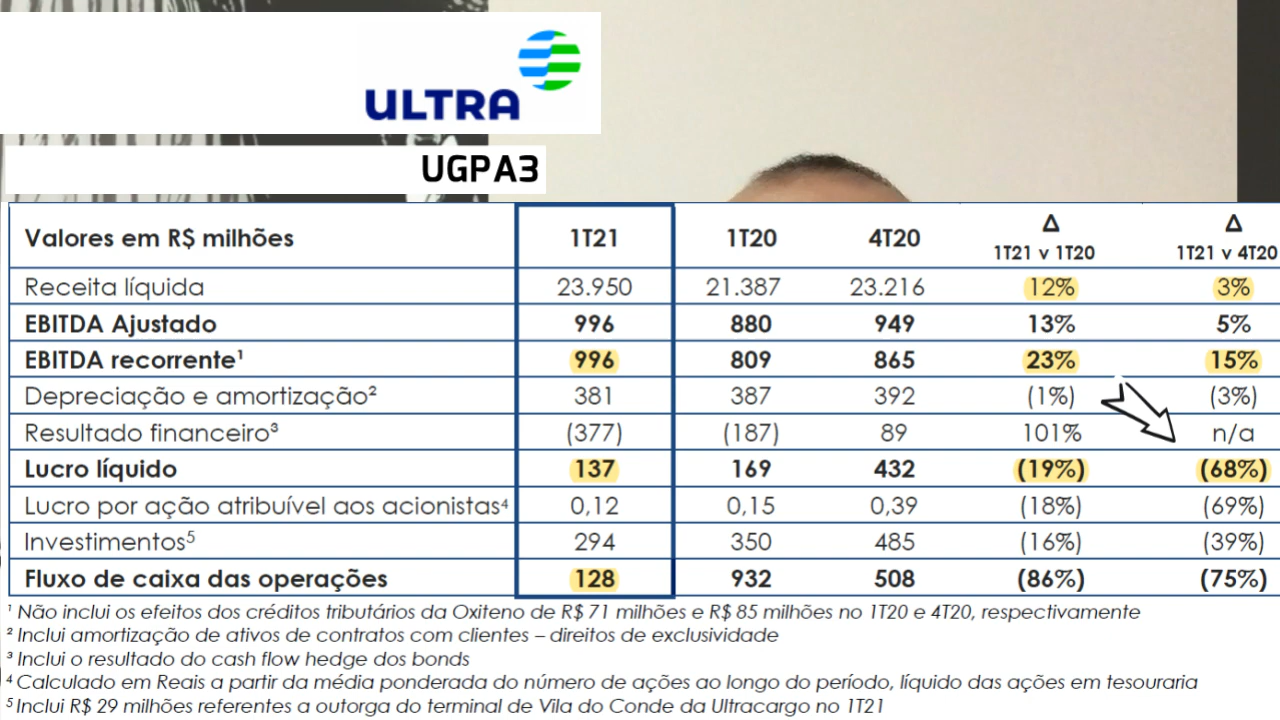 ULTRA
UGPA3
Valores em R$ milhões 1T21 1T20 4T20 Δ 1T21 v 1T20 Δ 1T21 v 4T20
Receita líquida 23.950 21.387 23.216 12% 3%
EBITDA Ajustado 996 880 949 13% 5%
EBITDA recorrente¹ 996 809 865 23% 15%
Depreciação e amortização² 381 387 392 (1%) (3%)
Resultado financeiro³ (377) (187) 89 101% n/a
Lucro líquido 137 169 432 (19%) (68%)
Lucro por ação atribuível aos acionistas⁴ 0,12 0,15 0,39 (18%) (69%)
Investimentos⁵ 294 350 485 (16%) (39%)
Fluxo de caixa das operações 128 932 508 (86%) (75%)
¹ Não inclui os efeitos dos créditos tributários da Oxiteno de R$ 71 milhões e R$ 85 milhões no 1T20 e 4T20, respectivamente
² Inclui amortização de ativos de contratos com clientes – direitos de exclusividade
³ Inclui o resultado do cash flow hedge dos bonds
⁴ Calculado em Reais a partir da média ponderada do número de ações ao longo do período, líquido das ações em tesouraria
⁵ Inclui R$ 29 milhões referentes a outorga do terminal de Vila do Conde da Ultracargo no 1T21